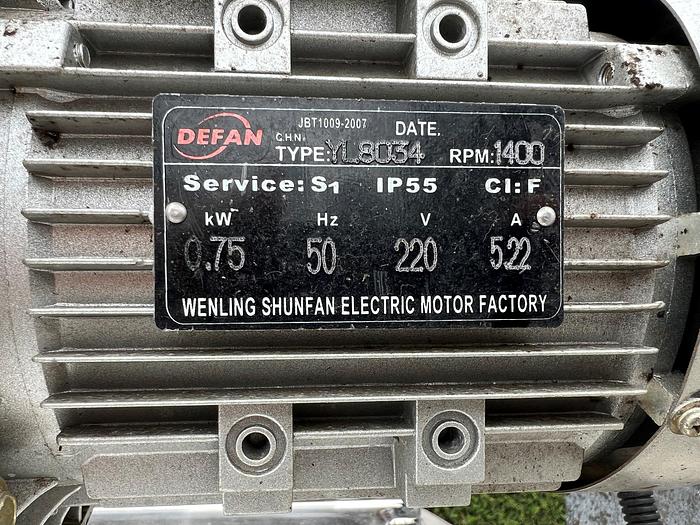 DEFAN
JBT1009-2007 DATE.
C.H.N.
TYPE: YL8034 RPM: 1400
Service: S1 IP55 CI: F
kW Hz V A
0.75 50 220 5.22
WENLING SHUNFAN ELECTRIC MOTOR FACTORY